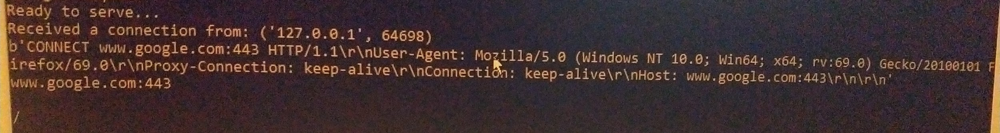 Ready to serve...
Received a connection from: ('127.0.0.1', 64698)
b'CONNECT www.google.com:443 HTTP/1.1\r\nUser-Agent: Mozilla/5.0 (Windows NT 10.0; Win64; x64; rv:69.0) Gecko/20100101 F
irefox/69.0\r\nProxy-Connection: keep-alive\r\nConnection: keep-alive\r\nHost: www.google.com:443\r\n\r\n'
www.google.com:443
/